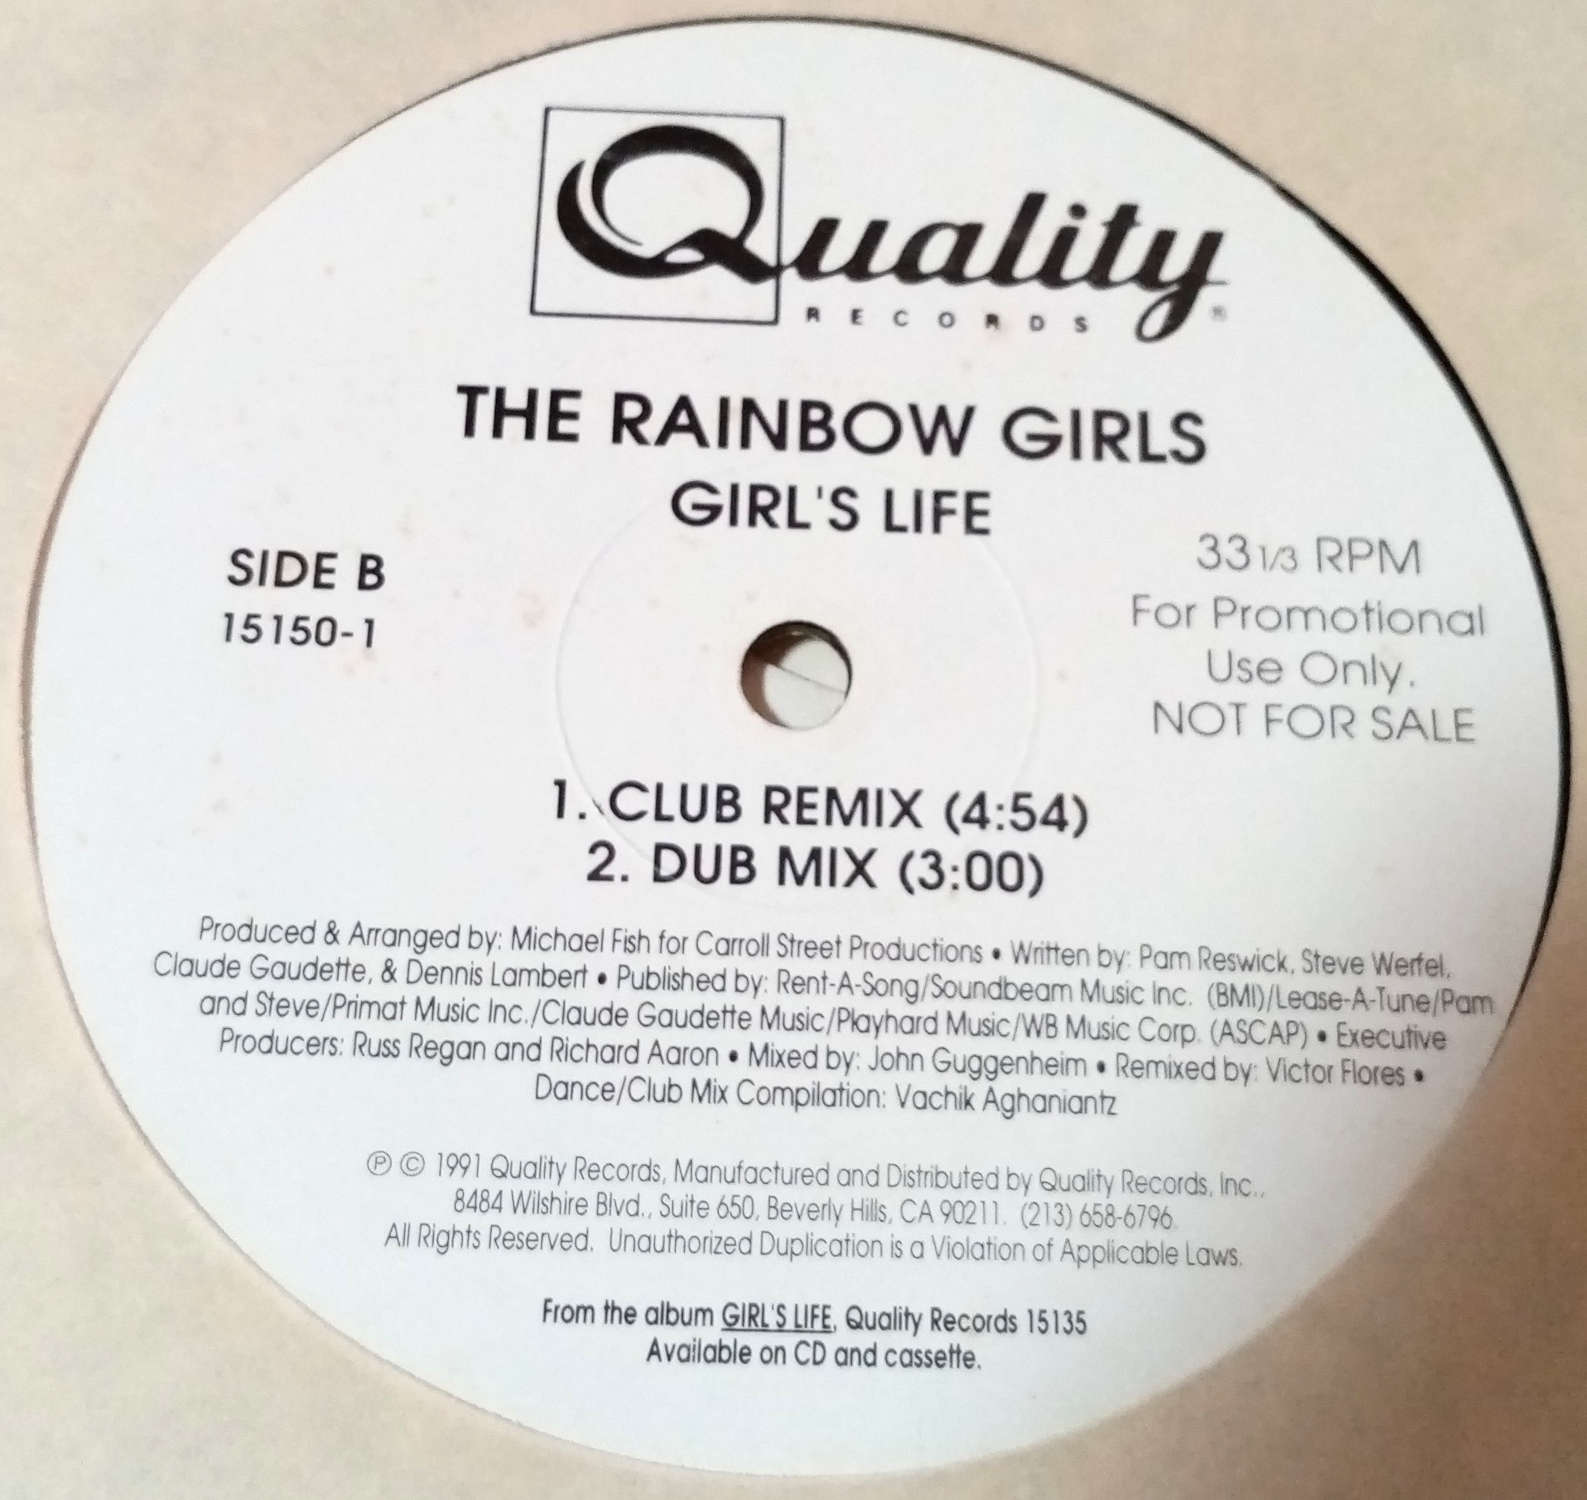 Quality®
RECORDS
THE RAINBOW GIRLS
GIRL'S LIFE
SIDE B
15150-1
33 1/3 RPM
For Promotional
Use Only.
NOT FOR SALE
1. CLUB REMIX (4:54)
2. DUB MIX (3:00)
Produced & Arranged by: Michael Fish for Carroll Street Productions • Written by: Pam Reswick, Steve Werfel,
Claude Gaudette, & Dennis Lambert • Published by: Rent-A-Song/Soundbeam Music Inc. (BMI)/Lease-A-Tune/Pam
and Steve/Primat Music Inc./Claude Gaudette Music/Playhard Music/WB Music Corp. (ASCAP) • Executive
Producers: Russ Regan and Richard Aaron • Mixed by: John Guggenheim • Remixed by: Victor Flores •
Dance/Club Mix Compilation: Vachik Aghaniantz
℗ © 1991 Quality Records, Manufactured and Distributed by Quality Records, Inc.,
8484 Wilshire Blvd., Suite 650, Beverly Hills, CA 90211. (213) 658-6796.
All Rights Reserved. Unauthorized Duplication is a Violation of Applicable Laws.
From the album GIRL'S LIFE, Quality Records 15135
Available on CD and cassette.